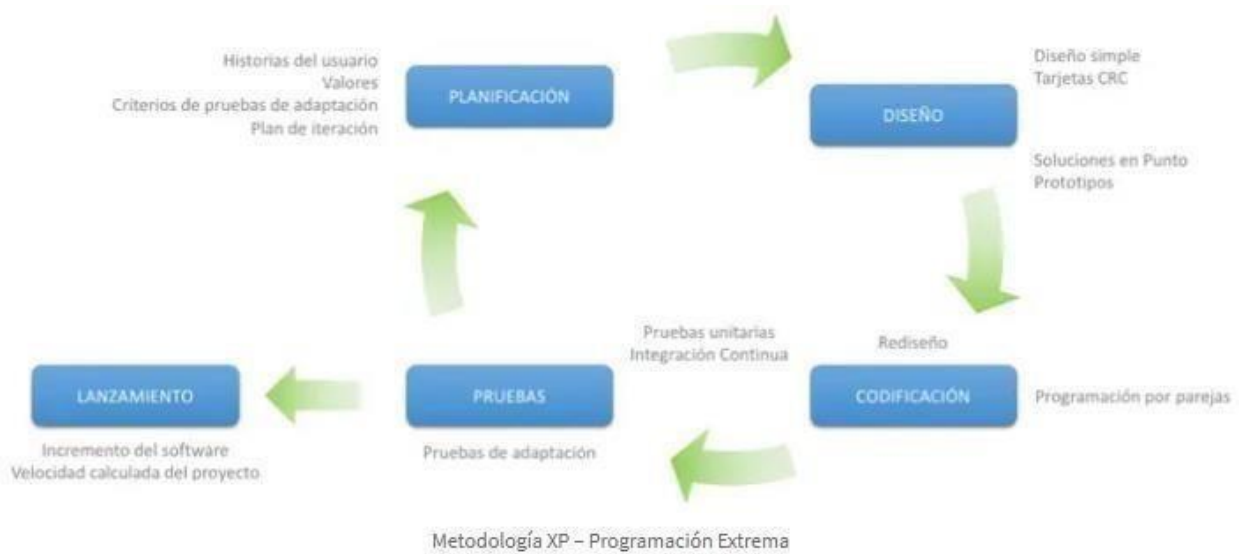 Historias del usuario
Valores
Criterios de pruebas de adaptación
Plan de iteración
PLANIFICACIÓN
Diseño simple
Tarjetas CRC
DISEÑO
Soluciones en Punto
Prototipos
Pruebas unitarias
Integración Continua
Rediseño
LANZAMIENTO
PRUEBAS
CODIFICACIÓN
Programación por parejas
Incremento del software
Velocidad calculada del proyecto
Pruebas de adaptación
Metodología XP – Programación Extrema